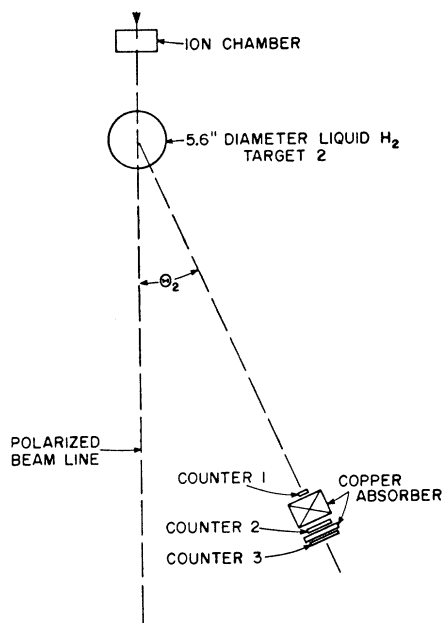 ION CHAMBER
5.6" DIAMETER LIQUID H₂
TARGET 2
Θ₂
POLARIZED
BEAM LINE
COUNTER 1
COPPER
ABSORBER
COUNTER 2
COUNTER 3